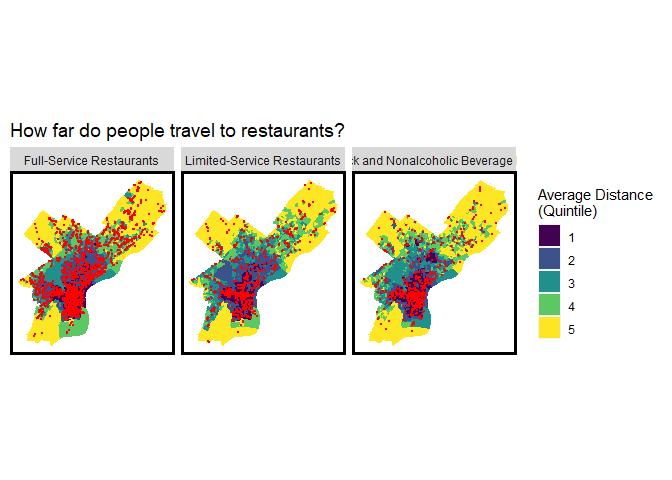 How far do people travel to restaurants?
Full-Service Restaurants
Limited-Service Restaurants
and Nonalcoholic Beverage
Average Distance
(Quintile)
1
2
3
4
5